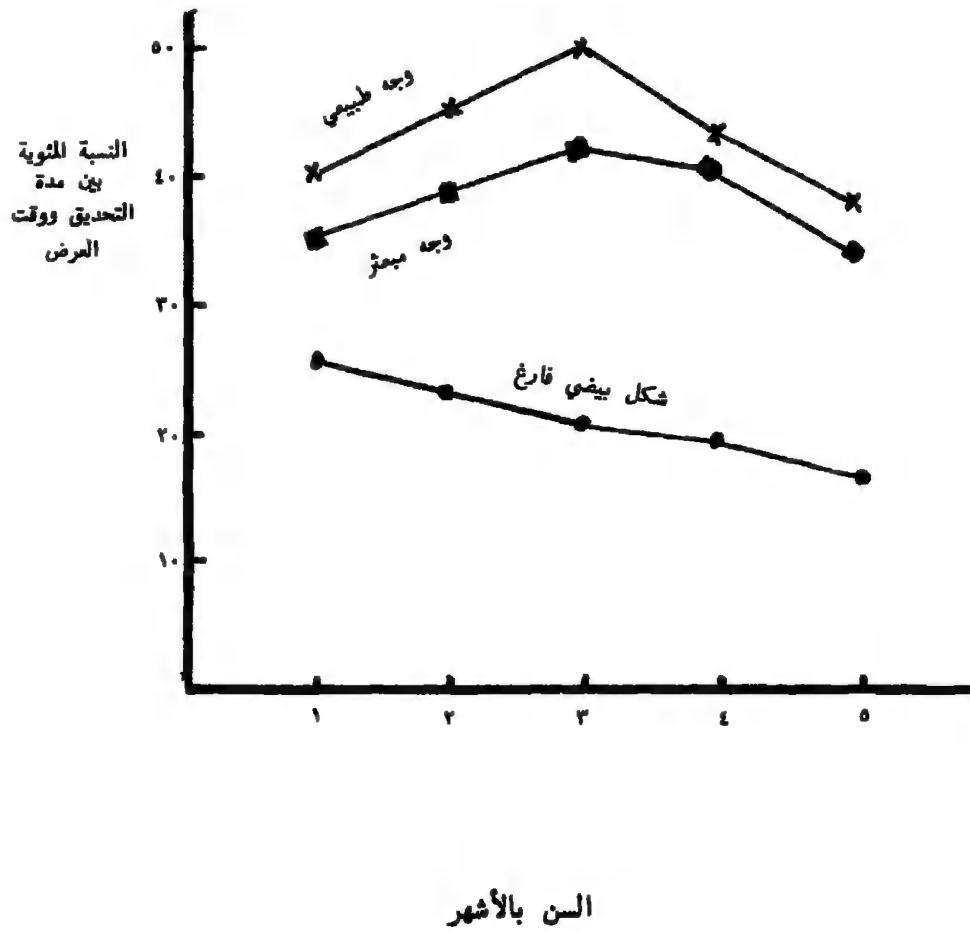 ٥٠
وجه طبيعي
النسبة المئوية
بين مدة
التحديق ووقت
العرض
٤٠
وجه مبعثر
٣٠
شكل بيضي فارغ
٢٠
١٠
١ ٢ ٣ ٤ ٥
السن بالأشهر